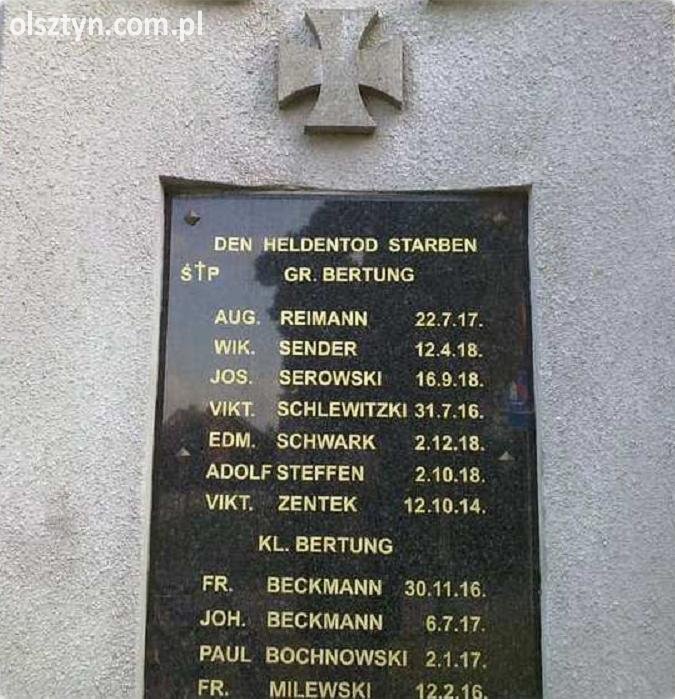 olsztyn.com.pl
DEN HELDENTOD STARBEN
Ś†P GR. BERTUNG
AUG. REIMANN 22.7.17.
WIK. SENDER 12.4.18.
JOS. SEROWSKI 16.9.18.
VIKT. SCHLEWITZKI 31.7.16.
EDM. SCHWARK 2.12.18.
ADOLF STEFFEN 2.10.18.
VIKT. ZENTEK 12.10.14.
KL. BERTUNG
FR. BECKMANN 30.11.16.
JOH. BECKMANN 6.7.17.
PAUL BOCHNOWSKI 2.1.17.
FR. MILEWSKI 12.2.16.